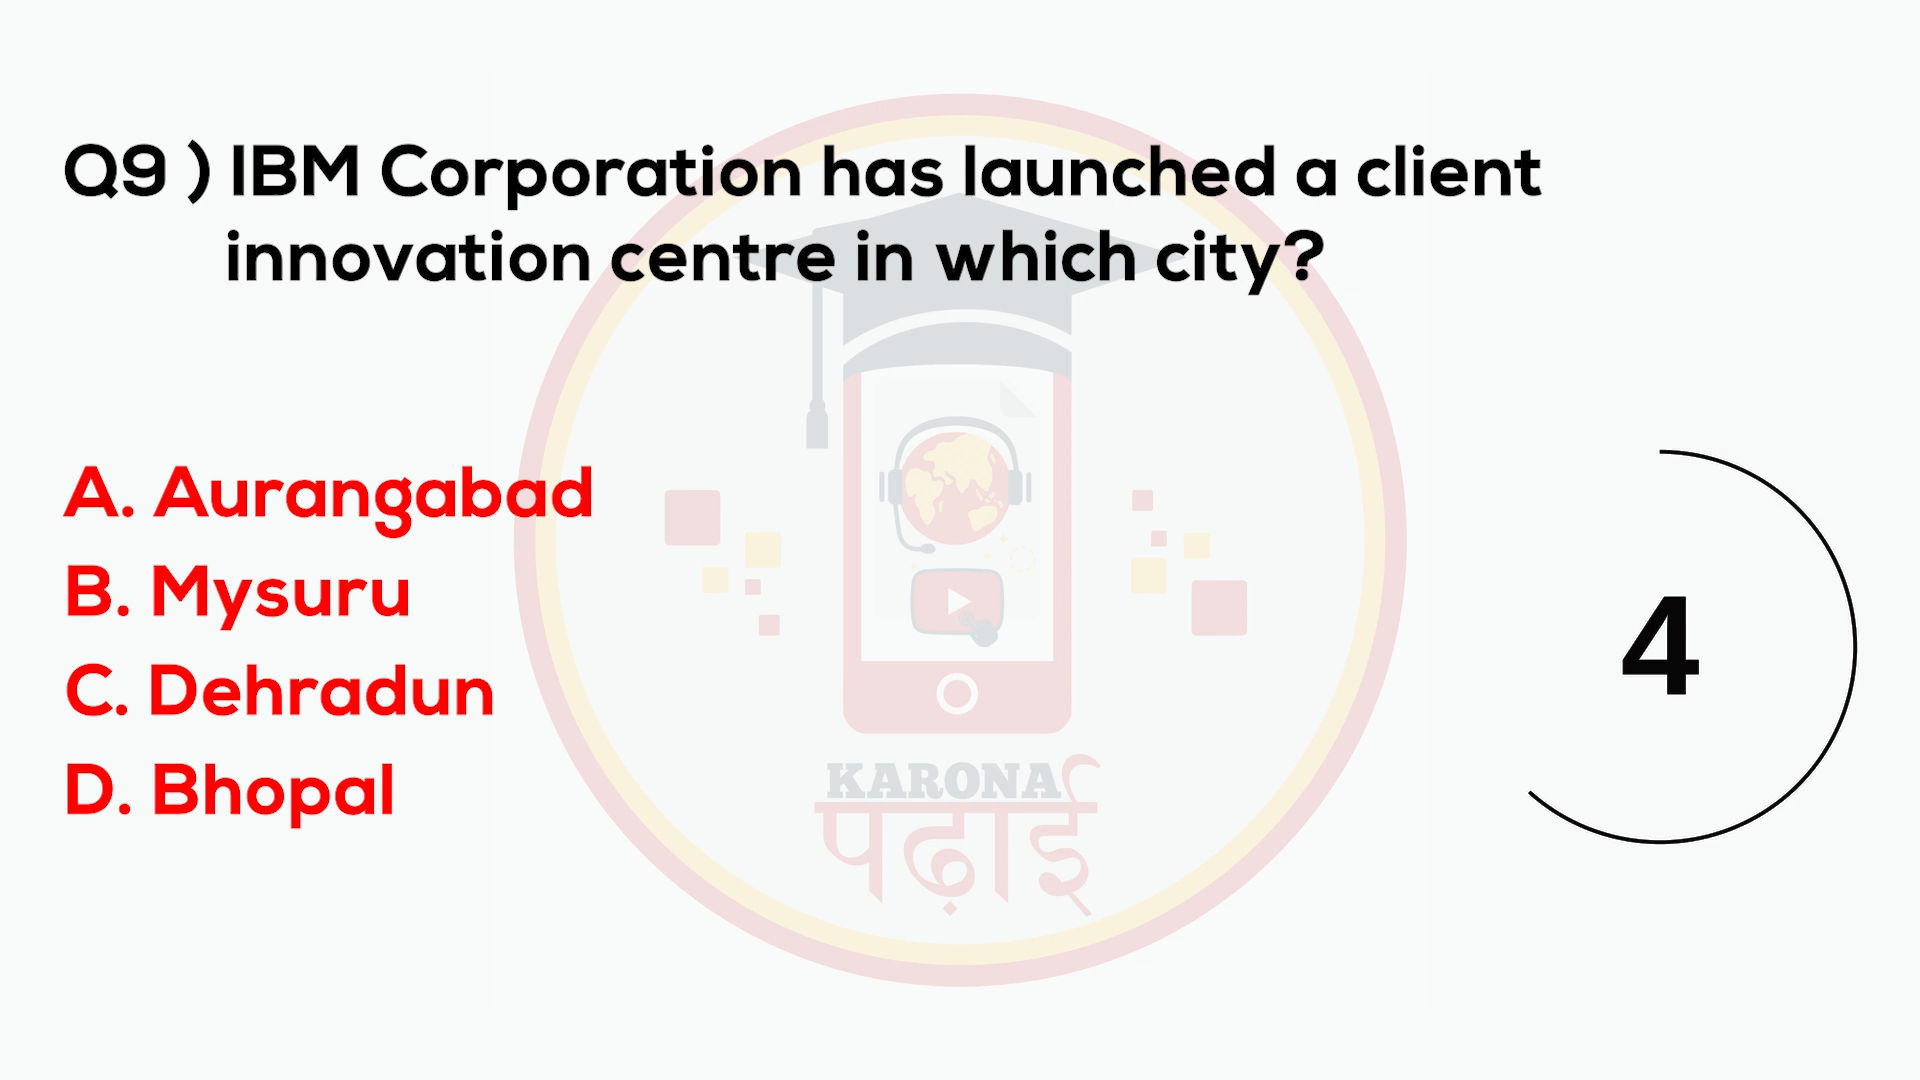 Q9 ) IBM Corporation has launched a client
innovation centre in which city?
A. Aurangabad
B. Mysuru
C. Dehradun
D. Bhopal
4
KARONA
पढ़ाई